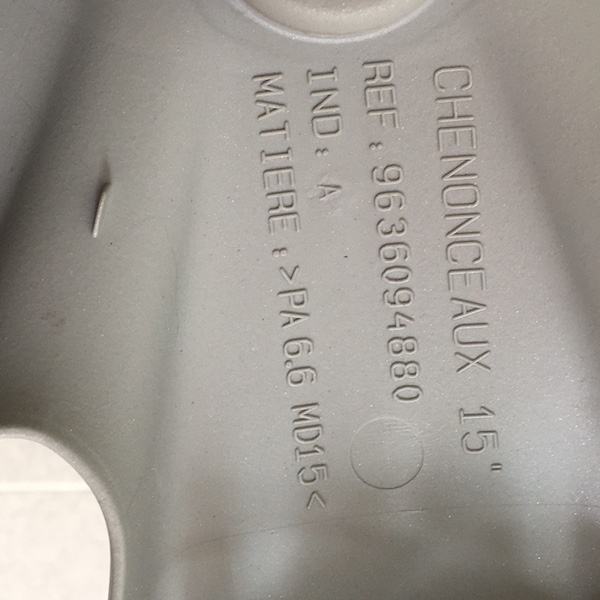 CHENONCEAUX 15"
REF: 9636094880
IND: A
MATIERE : >PA 6.6 MD15<